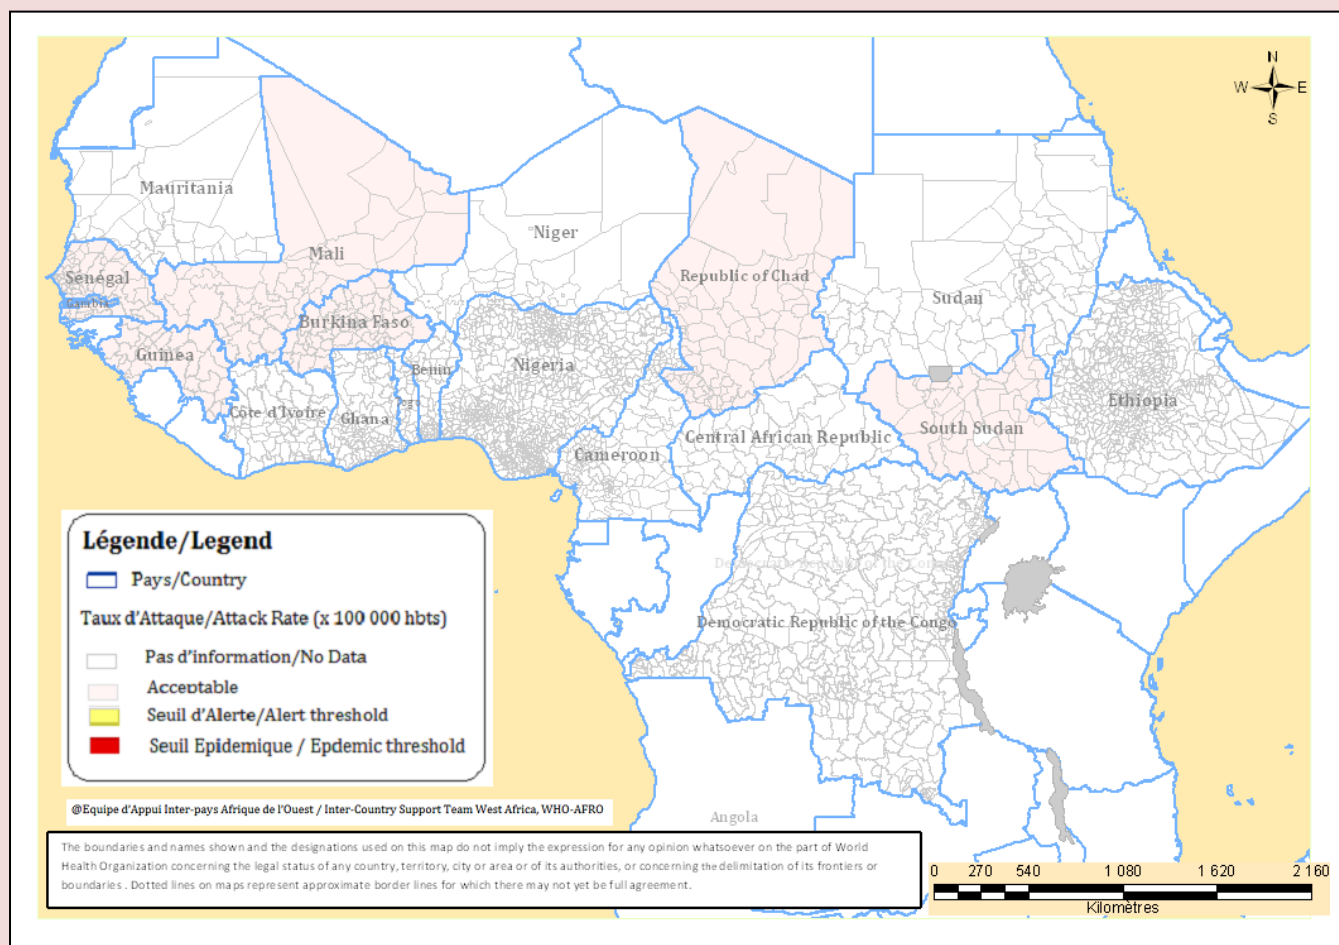 N
W E
S
Mauritania
Mali
Niger
Republic of Chad
Sudan
Sénégal
Gambia
Burkina Faso
Guinea
Nigeria
Benin
Togo
Côte d'Ivoire
Ghana
Cameroon
Central African Republic
South Sudan
Ethiopia
Democratic Republic of the Congo
Democratic Republic of the Congo
Angola
Légende/Legend
Pays/Country
Taux d'Attaque/Attack Rate (x 100 000 hbts)
Pas d'information/No Data
Acceptable
Seuil d'Alerte/Alert threshold
Seuil Epidemique / Epdemic threshold
@Equipe d'Appui Inter-pays Afrique de l'Ouest / Inter-Country Support Team West Africa, WHO-AFRO
The boundaries and names shown and the designations used on this map do not imply the expression for any opinion whatsoever on the part of World
Health Organization concerning the legal status of any country, territory, city or area or of its authorities, or concerning the delimitation of its frontiers or
boundaries . Dotted lines on maps represent approximate border lines for which there may not yet be full agreement.
0 270 540 1 080 1 620 2 160
Kilomètres